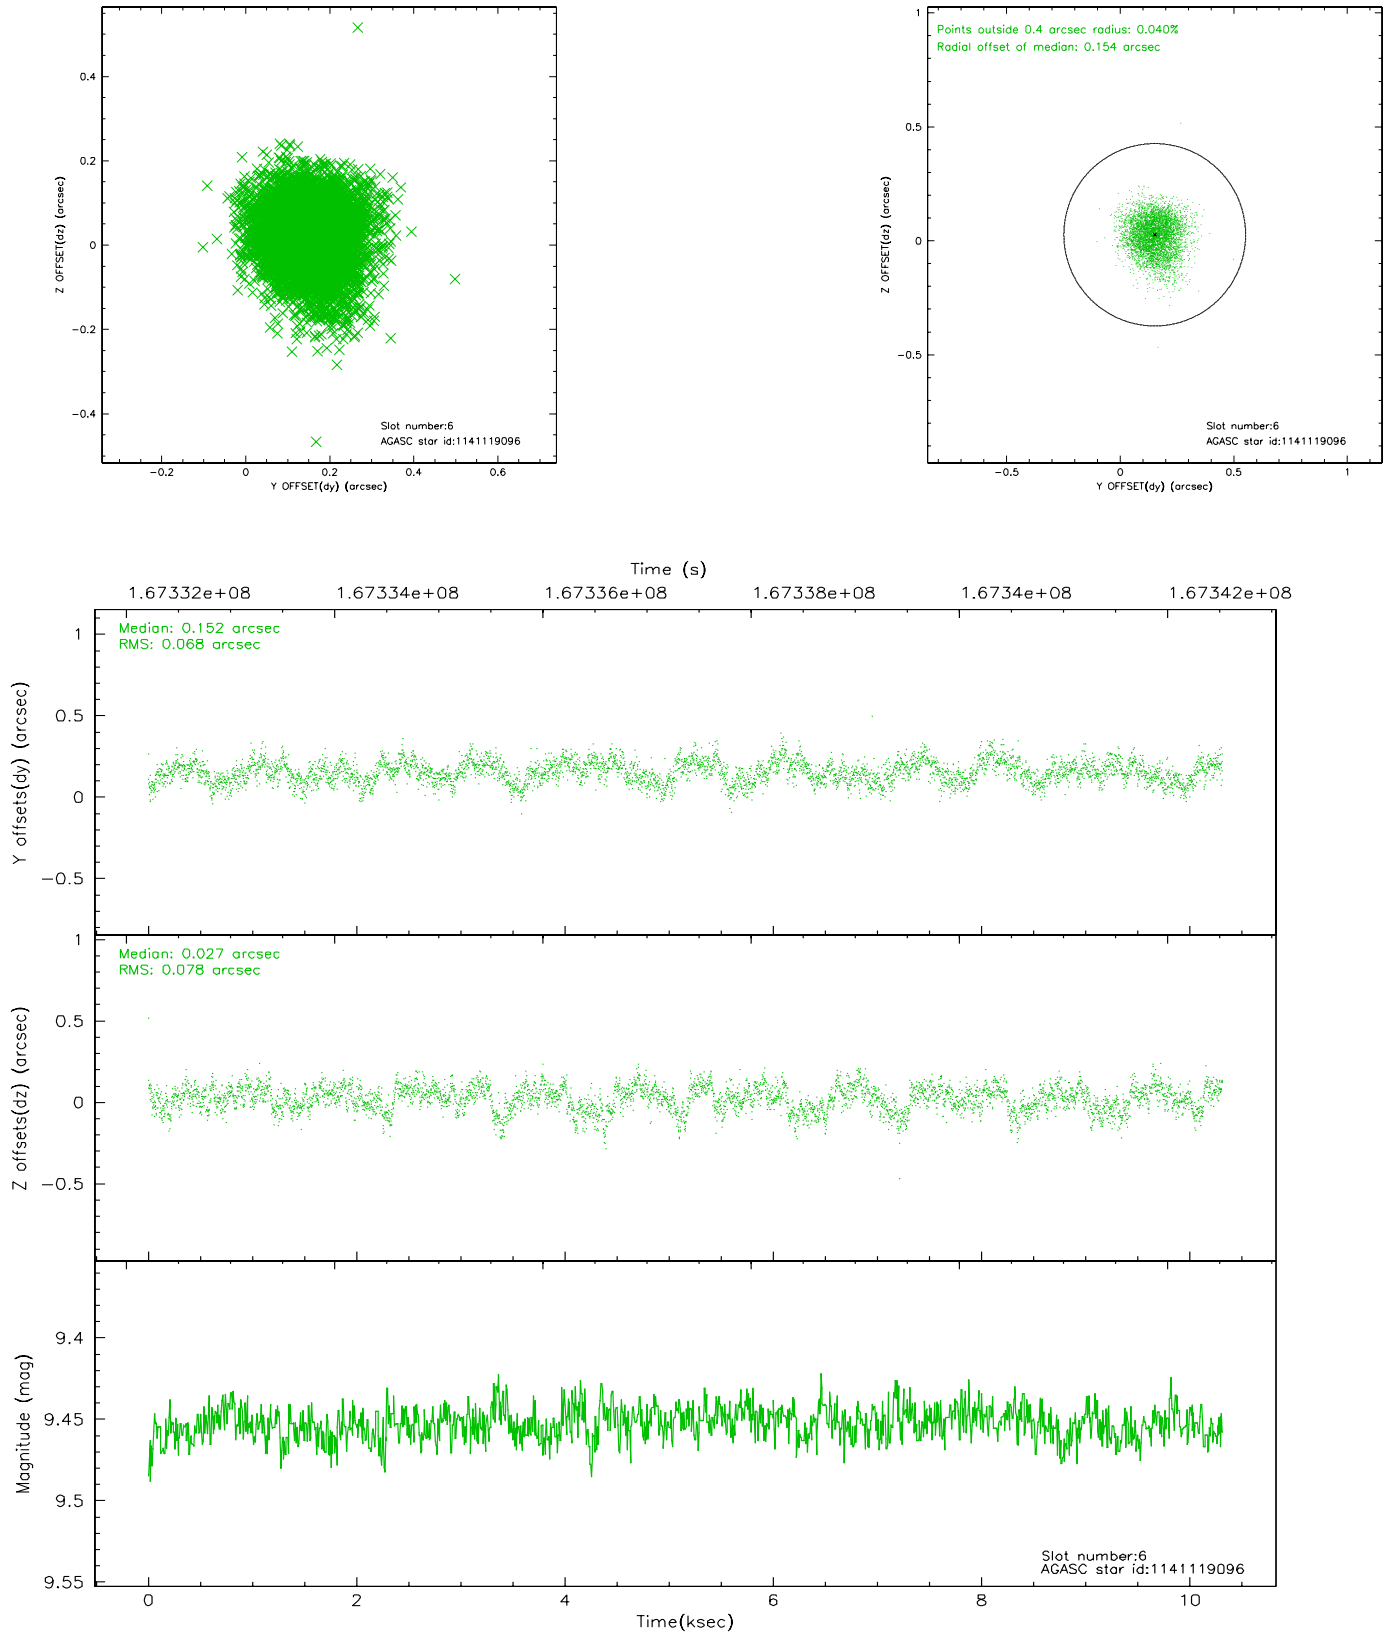 0.4
0.2
0
−0.2
−0.4
Z OFFSET(dz) (arcsec)
Slot number:6
AGASC star id:1141119096
−0.2 0 0.2 0.4 0.6
Y OFFSET(dy) (arcsec)
Points outside 0.4 arcsec radius: 0.040%
Radial offset of median: 0.154 arcsec
1
0.5
0
−0.5
Z OFFSET(dz) (arcsec)
Slot number:6
AGASC star id:1141119096
−0.5 0 0.5 1
Y OFFSET(dy) (arcsec)
Time (s)
1.67332e+08 1.67334e+08 1.67336e+08 1.67338e+08 1.6734e+08 1.67342e+08
Median: 0.152 arcsec
RMS: 0.068 arcsec
1
0.5
0
−0.5
Y offsets(dy) (arcsec)
Median: 0.027 arcsec
RMS: 0.078 arcsec
1
0.5
0
−0.5
Z offsets(dz) (arcsec)
9.4
9.45
9.5
9.55
Magnitude (mag)
Slot number:6
AGASC star id:1141119096
0 2 4 6 8 10
Time(ksec)